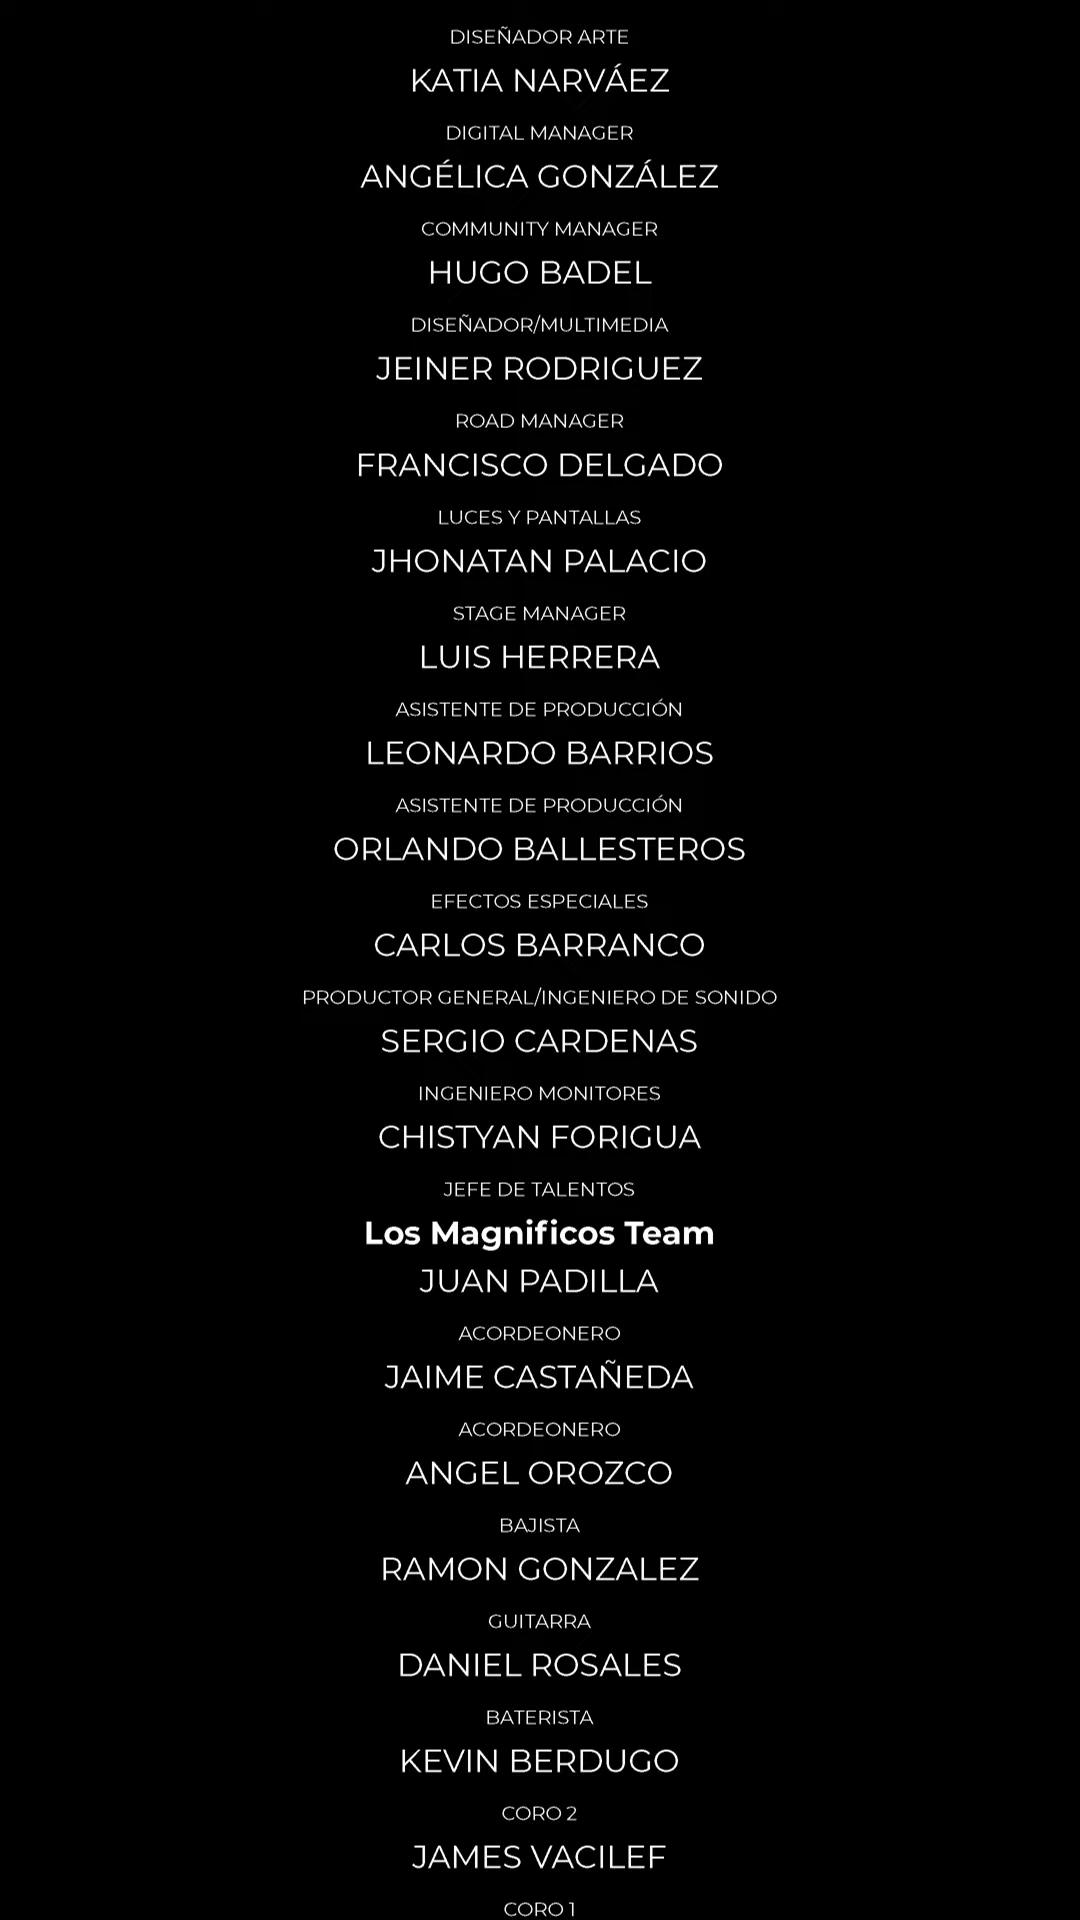 DISEÑADOR ARTE
KATIA NARVÁEZ
DIGITAL MANAGER
ANGÉLICA GONZÁLEZ
COMMUNITY MANAGER
HUGO BADEL
DISEÑADOR/MULTIMEDIA
JEINER RODRIGUEZ
ROAD MANAGER
FRANCISCO DELGADO
LUCES Y PANTALLAS
JHONATAN PALACIO
STAGE MANAGER
LUIS HERRERA
ASISTENTE DE PRODUCCIÓN
LEONARDO BARRIOS
ASISTENTE DE PRODUCCIÓN
ORLANDO BALLESTEROS
EFECTOS ESPECIALES
CARLOS BARRANCO
PRODUCTOR GENERAL/INGENIERO DE SONIDO
SERGIO CARDENAS
INGENIERO MONITORES
CHISTYAN FORIGUA
JEFE DE TALENTOS
Los Magnificos Team
JUAN PADILLA
ACORDEONERO
JAIME CASTAÑEDA
ACORDEONERO
ANGEL OROZCO
BAJISTA
RAMON GONZALEZ
GUITARRA
DANIEL ROSALES
BATERISTA
KEVIN BERDUGO
CORO 2
JAMES VACILEF
CORO 1